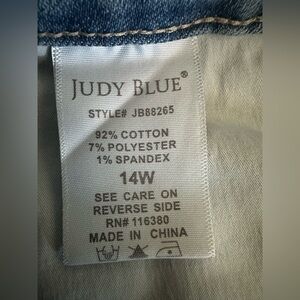 JUDY BLUE®
STYLE# JB88265
92% COTTON
7% POLYESTER
1% SPANDEX
14W
SEE CARE ON
REVERSE SIDE
RN# 116380
MADE IN CHINA